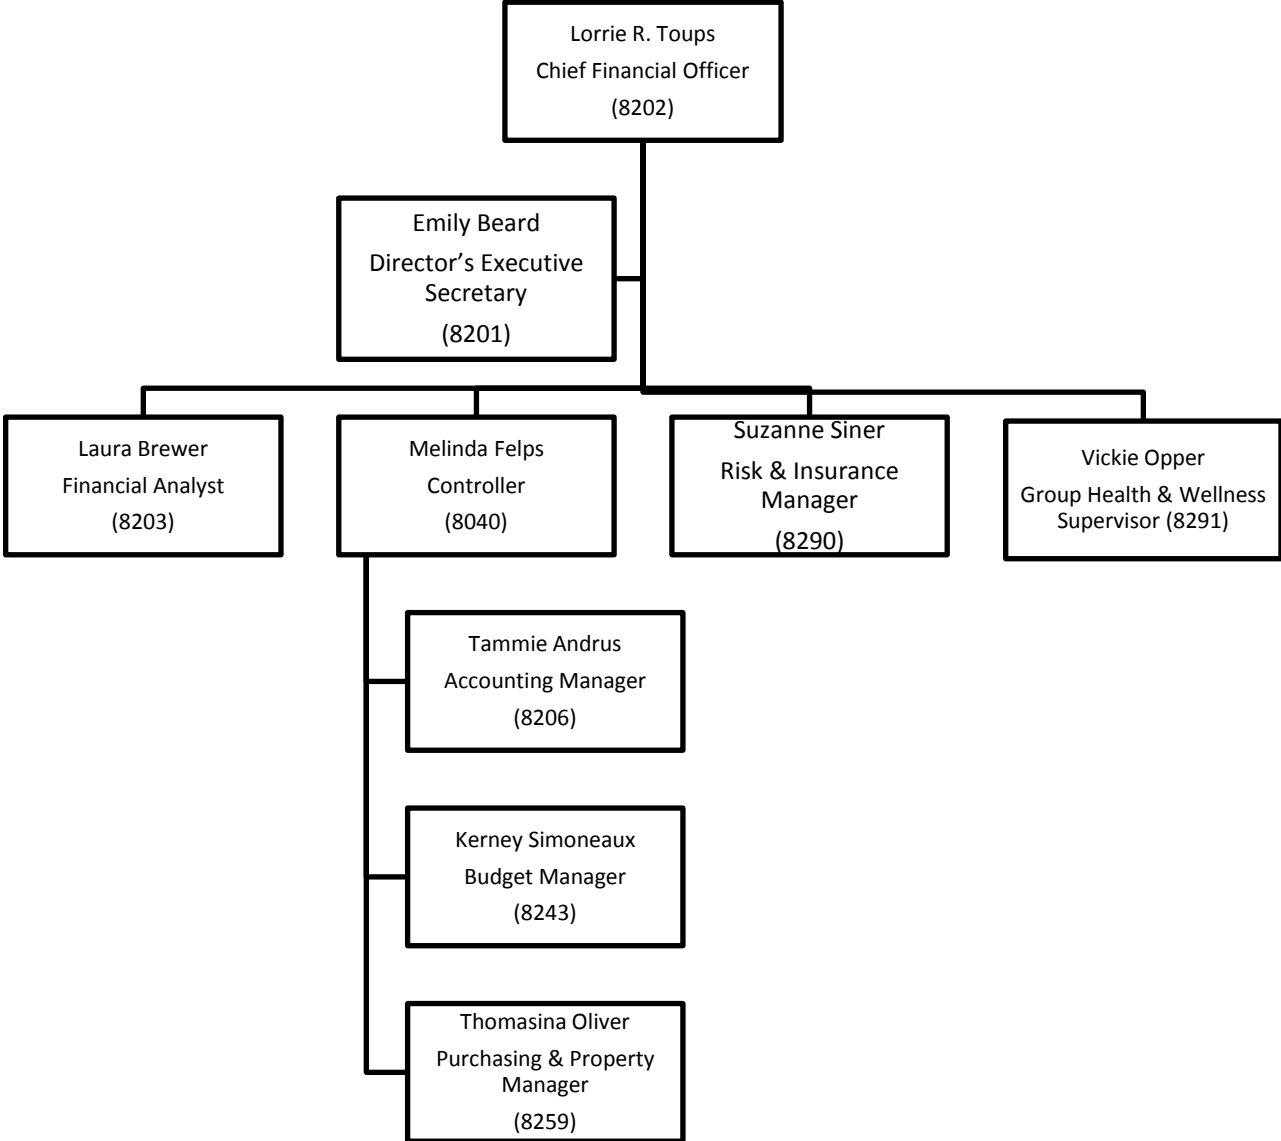 Lorrie R. Toups
Chief Financial Officer
(8202)
Emily Beard
Director’s Executive
Secretary
(8201)
Laura Brewer
Financial Analyst
(8203)
Melinda Felps
Controller
(8040)
Suzanne Siner
Risk & Insurance
Manager
(8290)
Vickie Opper
Group Health & Wellness
Supervisor (8291)
Tammie Andrus
Accounting Manager
(8206)
Kerney Simoneaux
Budget Manager
(8243)
Thomasina Oliver
Purchasing & Property
Manager
(8259)